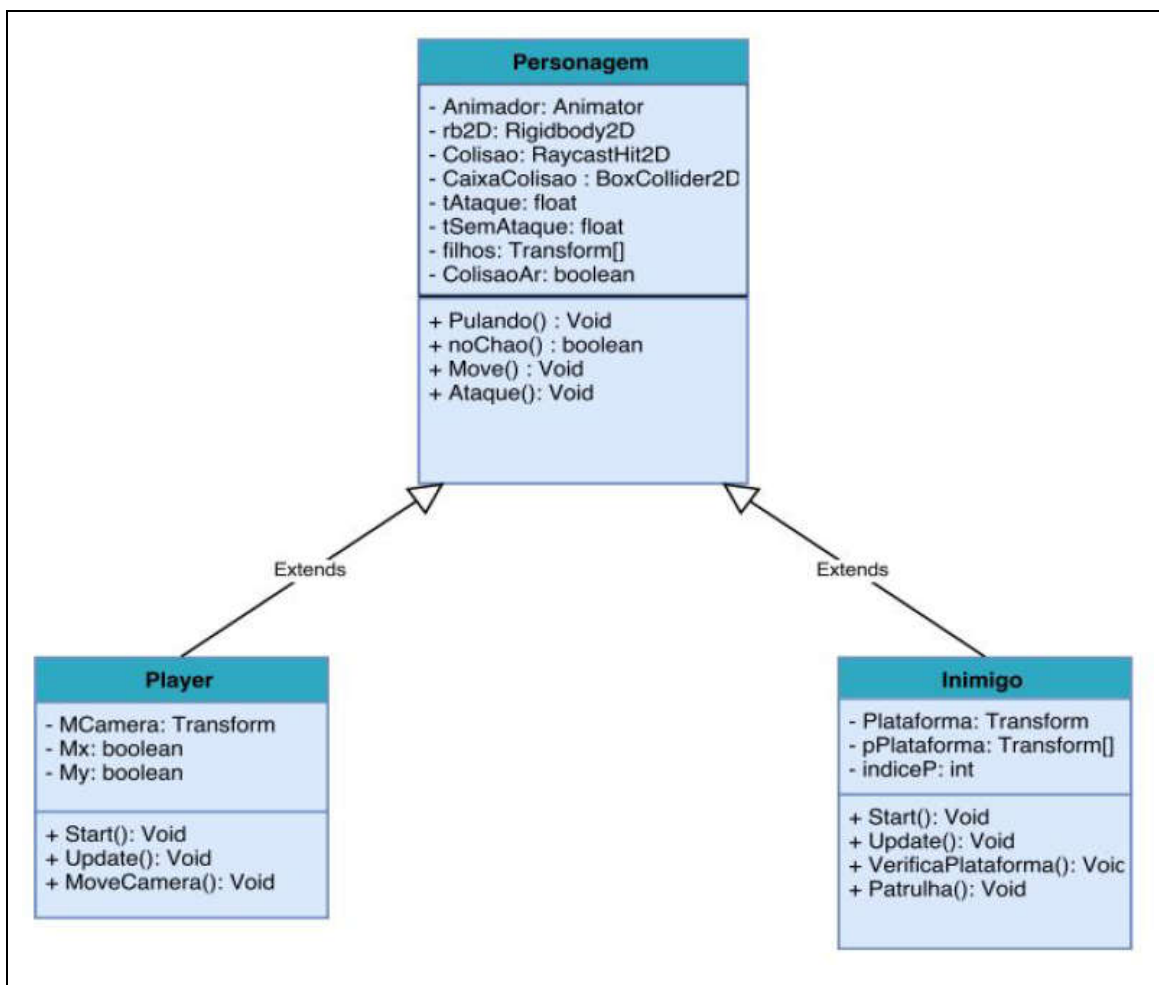 Personagem
- Animador: Animator
- rb2D: Rigidbody2D
- Colisao: RaycastHit2D
- CaixaColisao : BoxCollider2D
- tAtaque: float
- tSemAtaque: float
- filhos: Transform[]
- ColisaoAr: boolean
+ Pulando() : Void
+ noChao() : boolean
+ Move() : Void
+ Ataque(): Void
Extends
Extends
Player
- MCamera: Transform
- Mx: boolean
- My: boolean
+ Start(): Void
+ Update(): Void
+ MoveCamera(): Void
Inimigo
- Plataforma: Transform
- pPlataforma: Transform[]
- indiceP: int
+ Start(): Void
+ Update(): Void
+ VerificaPlataforma(): Voic
+ Patrulha(): Void